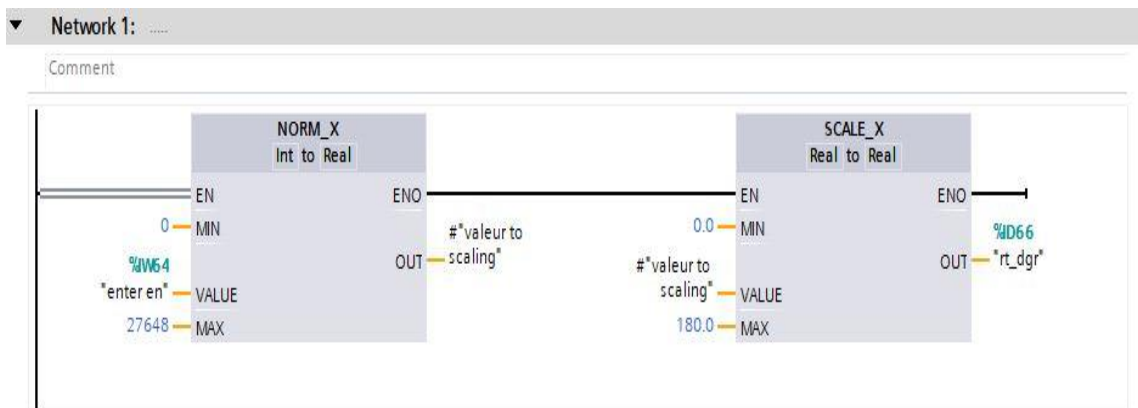 Network 1: .....
Comment
NORM_X
Int to Real
EN
ENO
0
MIN
%IW64
"enter en"
VALUE
27648
MAX
OUT
#"valeur to
scaling"
SCALE_X
Real to Real
EN
ENO
0.0
MIN
#"valeur to
scaling"
VALUE
180.0
MAX
OUT
%ID66
"rt_dgr"